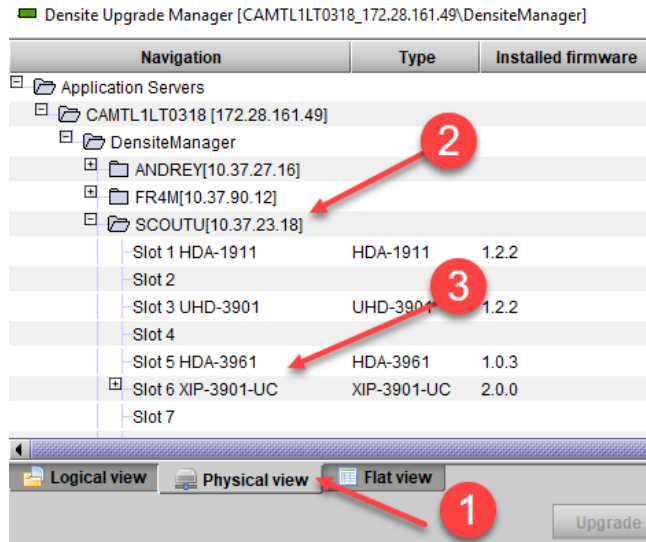 Densite Upgrade Manager [CAMTL1LT0318_172.28.161.49\DensiteManager]
Navigation Type Installed firmware
Application Servers
CAMTL1LT0318 [172.28.161.49]
DensiteManager
2
ANDREY[10.37.27.16]
FR4M[10.37.90.12]
SCOUTU[10.37.23.18]
Slot 1 HDA-1911 HDA-1911 1.2.2
Slot 2
3
Slot 3 UHD-3901 UHD-3901 1.2.2
Slot 4
Slot 5 HDA-3961 HDA-3961 1.0.3
Slot 6 XIP-3901-UC XIP-3901-UC 2.0.0
Slot 7
Logical view Physical view Flat view
1
Upgrade